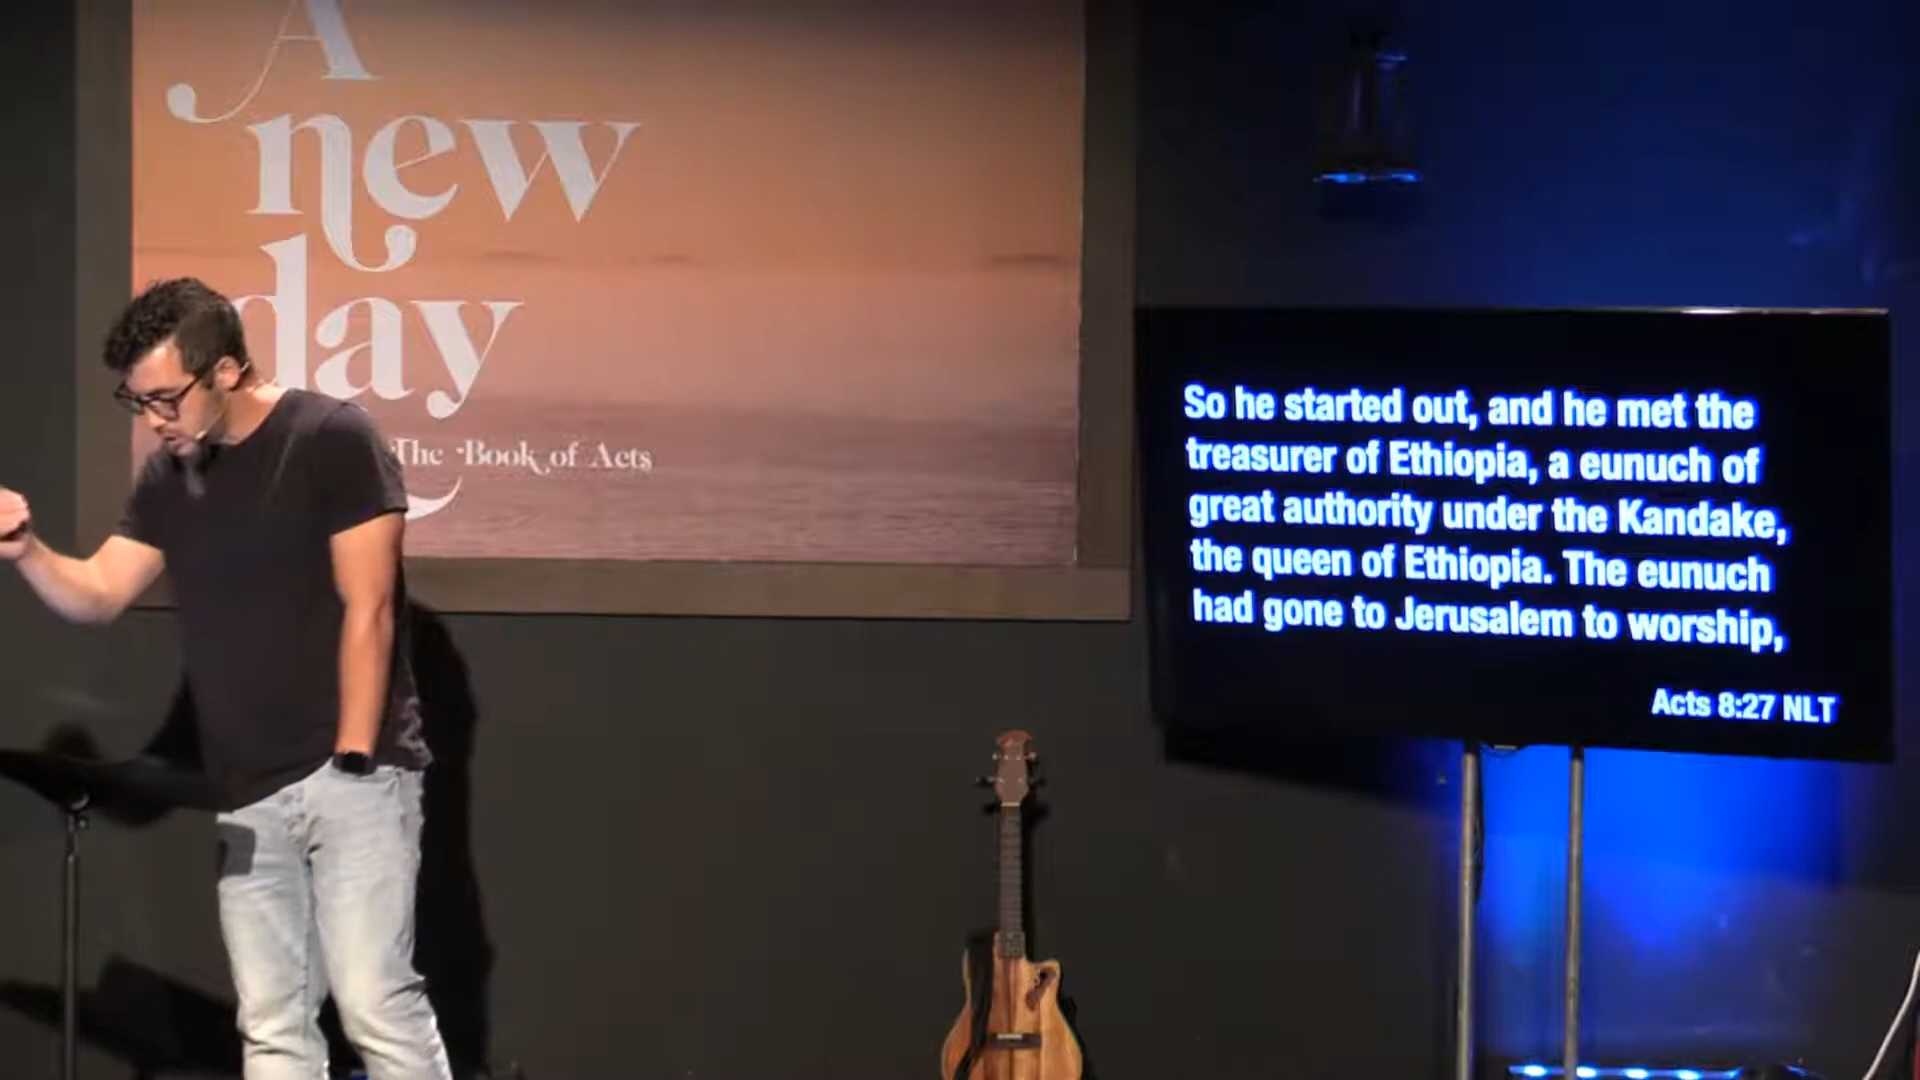 A
new
day
The Book of Acts
So he started out, and he met the
treasurer of Ethiopia, a eunuch of
great authority under the Kandake,
the queen of Ethiopia. The eunuch
had gone to Jerusalem to worship,
Acts 8:27 NLT